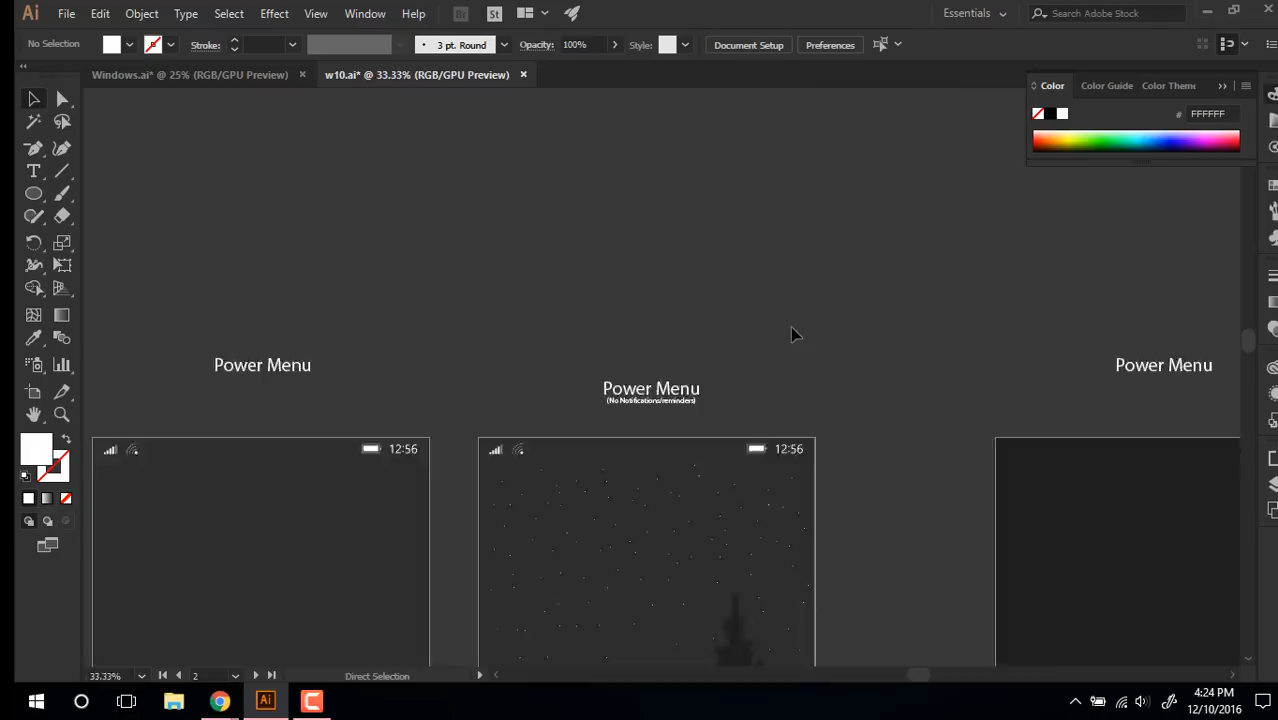 Ai File Edit Object Type Select Effect View Window Help Br St Essentials Search Adobe Stock
No Selection Stroke: 3 pt. Round Opacity: 100% Style: Document Setup Preferences
Windows.ai* @ 25% (RGB/GPU Preview) w10.ai* @ 33.33% (RGB/GPU Preview)
Color Color Guide Color Theme
# FFFFFF
Power Menu Power Menu Power Menu
(No Notifications/reminders)
12:56 12:56
33.33% 2 Direct Selection
Ai 4:24 PM
12/10/2016